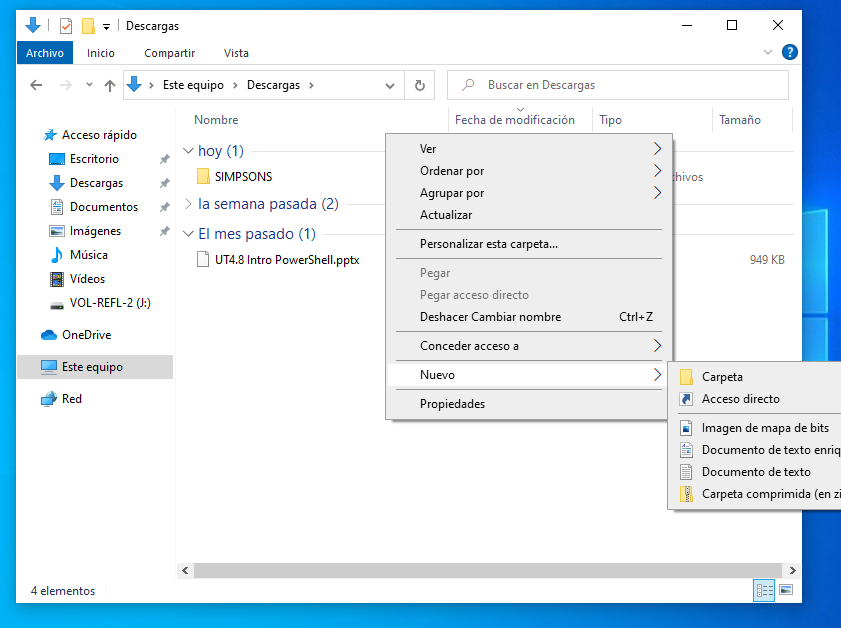 Descargas
Archivo Inicio Compartir Vista
Este equipo Descargas Buscar en Descargas
Nombre Fecha de modificación Tipo Tamaño
Acceso rápido
Escritorio
Descargas
Documentos
Imágenes
Música
Vídeos
VOL-REFL-2 (J:)
OneDrive
Este equipo
Red
hoy (1)
SIMPSONS chivos
la semana pasada (2)
El mes pasado (1)
UT4.8 Intro PowerShell.pptx 949 KB
Ver
Ordenar por
Agrupar por
Actualizar
Personalizar esta carpeta...
Pegar
Pegar acceso directo
Deshacer Cambiar nombre Ctrl+Z
Conceder acceso a
Nuevo
Propiedades
Carpeta
Acceso directo
Imagen de mapa de bits
Documento de texto enriq
Documento de texto
Carpeta comprimida (en zi
4 elementos